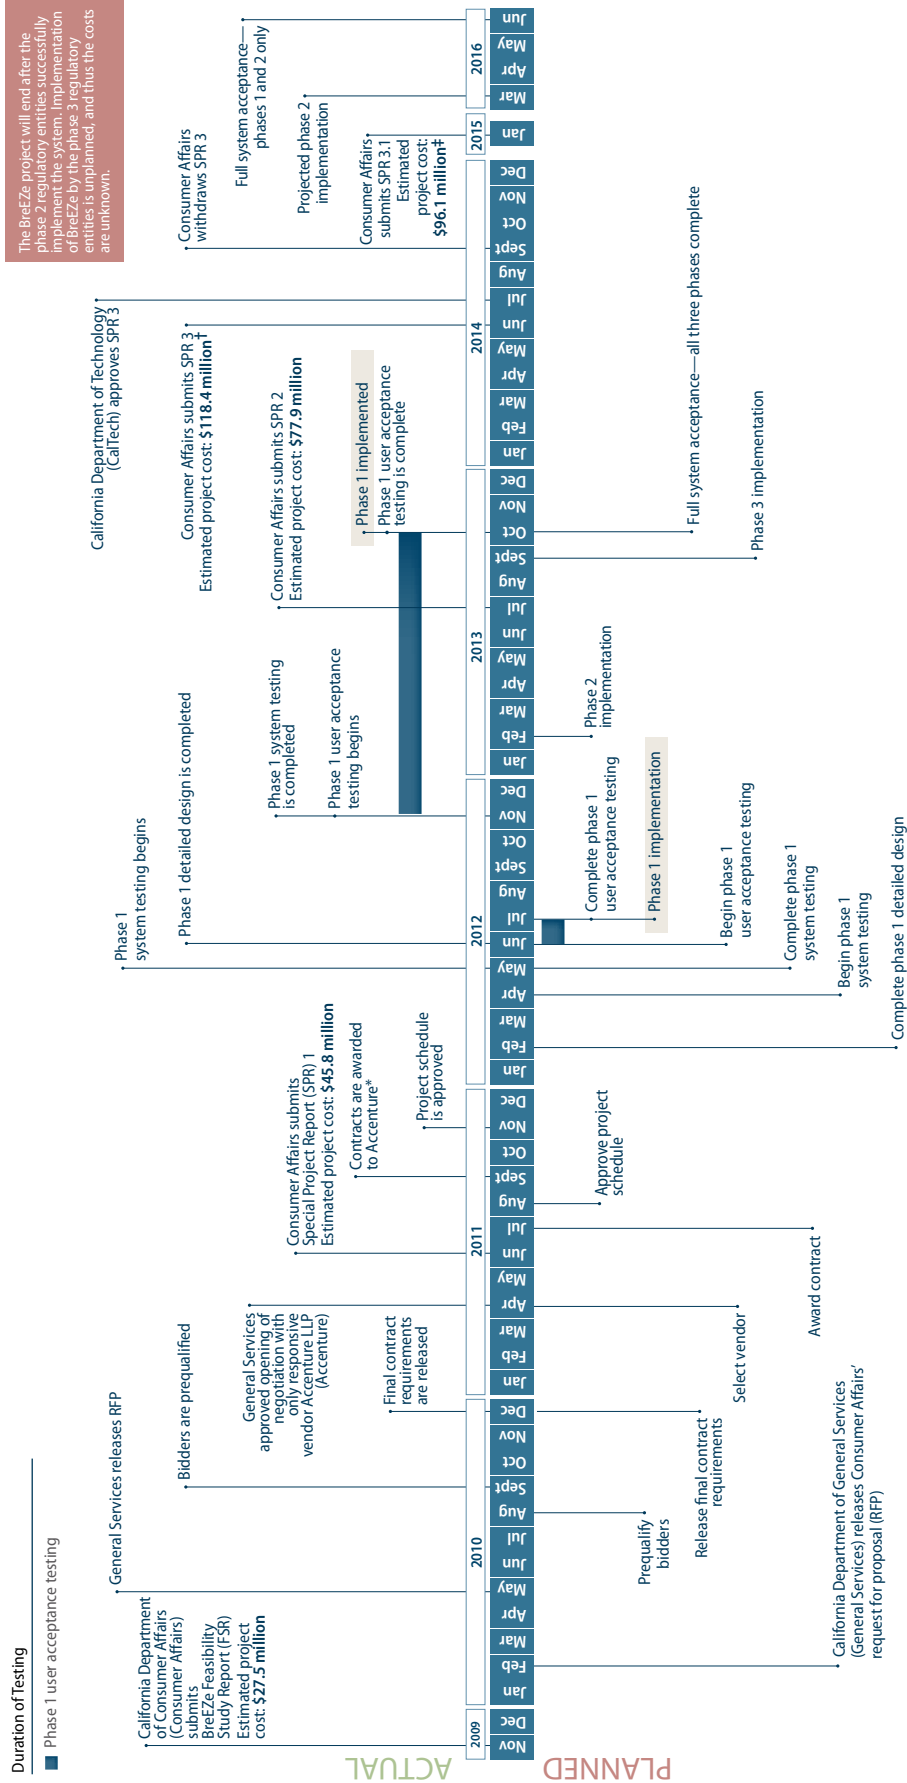 Duration of Testing
Phase 1 user acceptance testing
The BreEZe project will end after the
phase 2 regulatory entities successfully
implement the system. Implementation
of BreEZe by the phase 3 regulatory
entities is unplanned, and thus the costs
are unknown.
ACTUAL
California Department
of Consumer Affairs
(Consumer Affairs)
submits
BreEZe Feasibility
Study Report (FSR)
Estimated project
cost: $27.5 million
General Services releases RFP
Bidders are prequalified
Final contract
requirements
are released
General Services
approved opening of
negotiation with
only responsive
vendor Accenture LLP
(Accenture)
Consumer Affairs submits
Special Project Report (SPR) 1
Estimated project cost: $45.8 million
Contracts are awarded
to Accenture*
Project schedule
is approved
Phase 1
system testing begins
Phase 1 detailed design is completed
Phase 1 system testing
is completed
Phase 1 user acceptance
testing begins
Consumer Affairs submits SPR 2
Estimated project cost: $77.9 million
Phase 1 implemented
Phase 1 user acceptance
testing is complete
Consumer Affairs submits SPR 3
Estimated project cost: $118.4 million†
California Department of Technology
(CalTech) approves SPR 3
Consumer Affairs
withdraws SPR 3
Consumer Affairs
submits SPR 3.1
Estimated
project cost:
$96.1 million‡
Projected phase 2
implementation
Full system acceptance—
phases 1 and 2 only
2009
2010
2011
2012
2013
2014
2015
2016
Nov
Dec
Jan
Feb
Mar
Apr
May
Jun
Jul
Aug
Sept
Oct
Nov
Dec
Jan
Feb
Mar
Apr
May
Jun
Jul
Aug
Sept
Oct
Nov
Dec
Jan
Feb
Mar
Apr
May
Jun
Jul
Aug
Sept
Oct
Nov
Dec
Jan
Feb
Mar
Apr
May
Jun
Jul
Aug
Sept
Oct
Nov
Dec
Jan
Feb
Mar
Apr
May
Jun
Jul
Aug
Sept
Oct
Nov
Dec
Jan
Mar
Apr
May
Jun
PLANNED
California Department of General Services
(General Services) releases Consumer Affairs’
request for proposal (RFP)
Prequalify
bidders
Release final contract
requirements
Select vendor
Award contract
Approve project
schedule
Complete phase 1 detailed design
Begin phase 1
system testing
Complete phase 1
system testing
Begin phase 1
user acceptance testing
Complete phase 1
user acceptance testing
Phase 1 implementation
Phase 2
implementation
Phase 3 implementation
Full system acceptance—all three phases complete